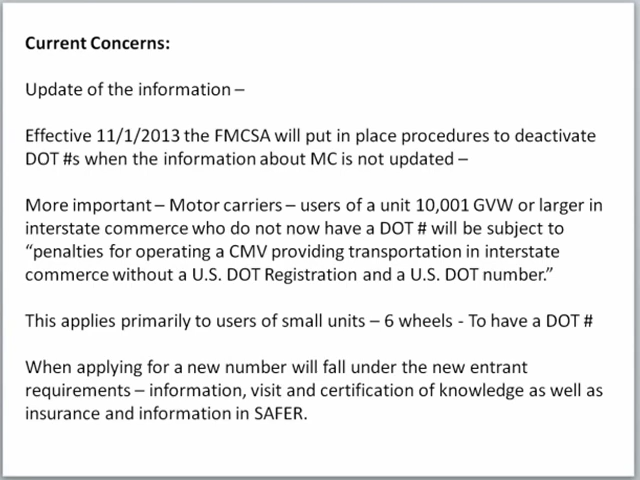 Current Concerns:
Update of the information –
Effective 11/1/2013 the FMCSA will put in place procedures to deactivate
DOT #s when the information about MC is not updated –
More important – Motor carriers – users of a unit 10,001 GVW or larger in
interstate commerce who do not now have a DOT # will be subject to
“penalties for operating a CMV providing transportation in interstate
commerce without a U.S. DOT Registration and a U.S. DOT number.”
This applies primarily to users of small units – 6 wheels - To have a DOT #
When applying for a new number will fall under the new entrant
requirements – information, visit and certification of knowledge as well as
insurance and information in SAFER.